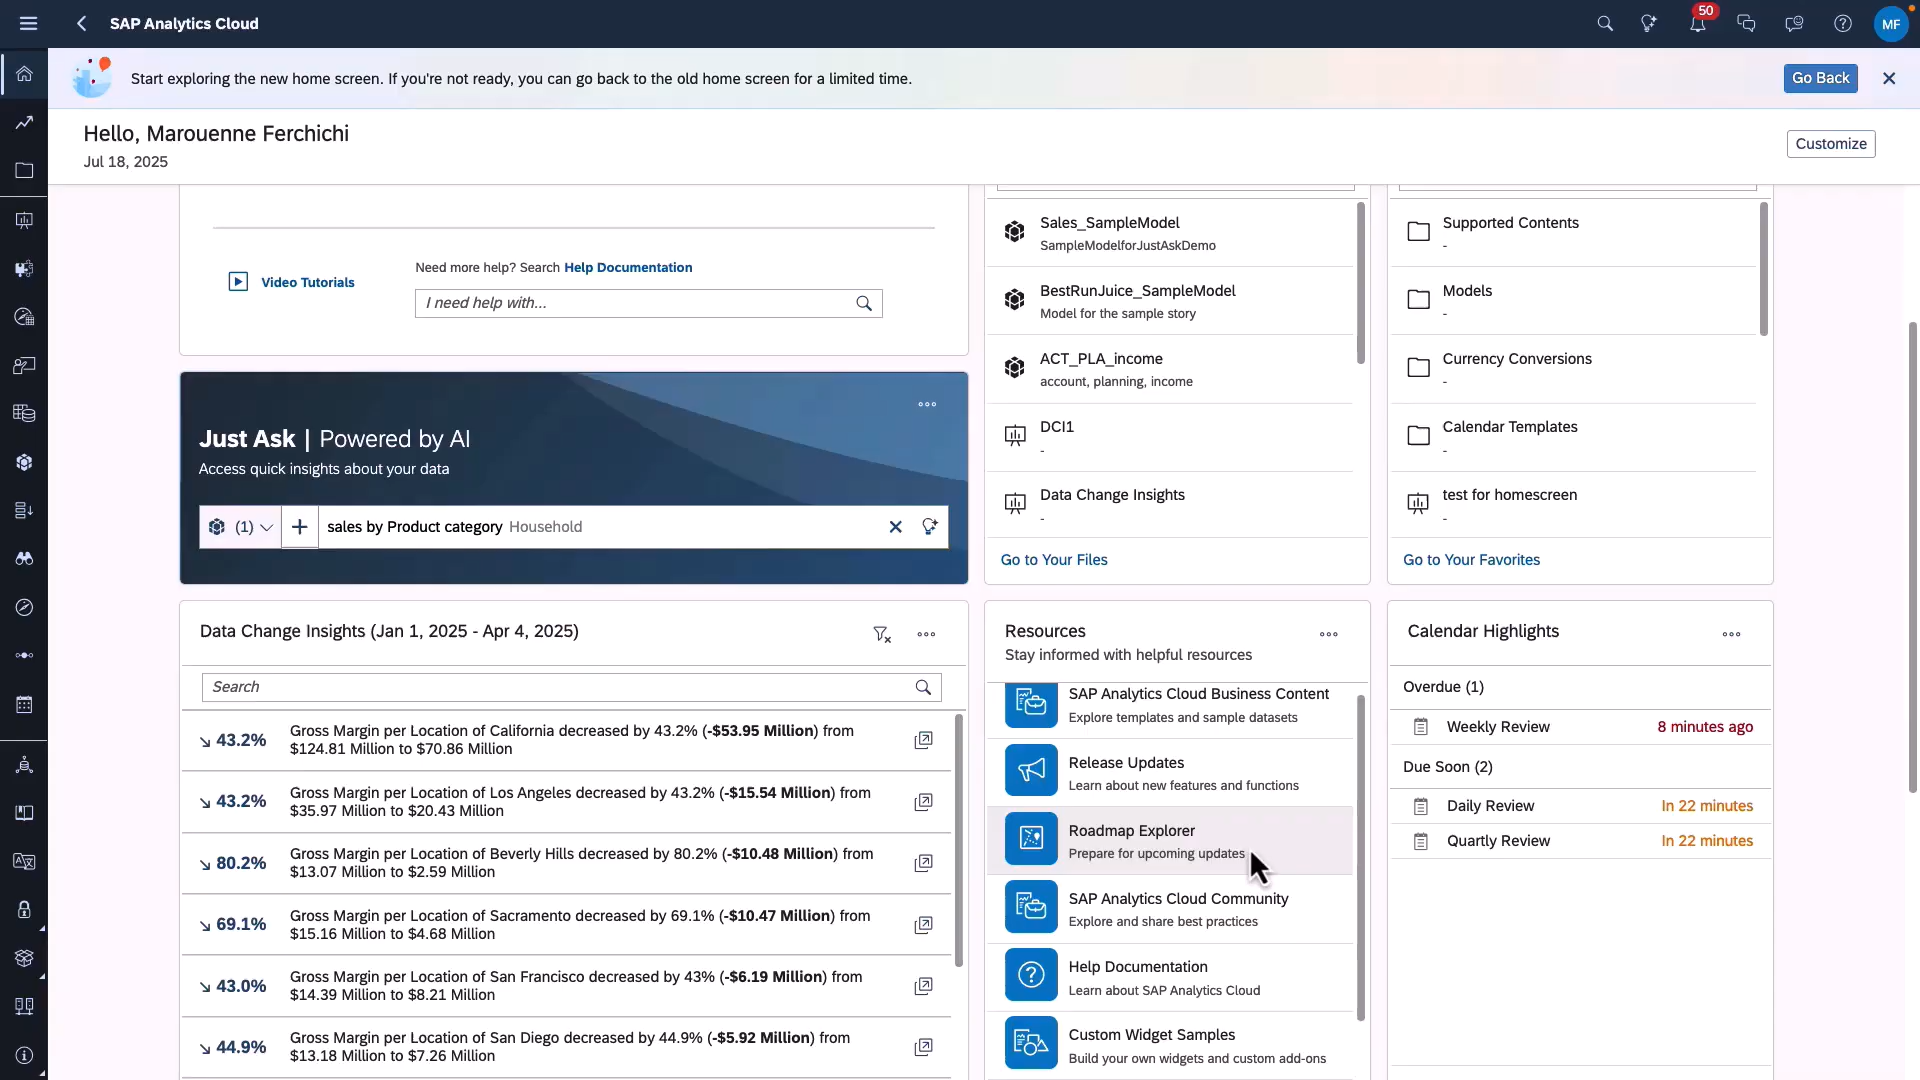 SAP Analytics Cloud
50
MF
Start exploring the new home screen. If you're not ready, you can go back to the old home screen for a limited time.
Go Back
Hello, Marouenne Ferchichi
Jul 18, 2025
Customize
Video Tutorials
Need more help? Search Help Documentation
I need help with...
Just Ask | Powered by AI
Access quick insights about your data
(1)
sales by Product category Household
Sales_SampleModel
SampleModelforJustAskDemo
BestRunJuice_SampleModel
Model for the sample story
ACT_PLA_income
account, planning, income
DCI1
-
Data Change Insights
-
Go to Your Files
Supported Contents
-
Models
-
Currency Conversions
-
Calendar Templates
-
test for homescreen
-
Go to Your Favorites
Data Change Insights (Jan 1, 2025 - Apr 4, 2025)
Search
43.2%
Gross Margin per Location of California decreased by 43.2% (-$53.95 Million) from
$124.81 Million to $70.86 Million
43.2%
Gross Margin per Location of Los Angeles decreased by 43.2% (-$15.54 Million) from
$35.97 Million to $20.43 Million
80.2%
Gross Margin per Location of Beverly Hills decreased by 80.2% (-$10.48 Million) from
$13.07 Million to $2.59 Million
69.1%
Gross Margin per Location of Sacramento decreased by 69.1% (-$10.47 Million) from
$15.16 Million to $4.68 Million
43.0%
Gross Margin per Location of San Francisco decreased by 43% (-$6.19 Million) from
$14.39 Million to $8.21 Million
44.9%
Gross Margin per Location of San Diego decreased by 44.9% (-$5.92 Million) from
$13.18 Million to $7.26 Million
Resources
Stay informed with helpful resources
SAP Analytics Cloud Business Content
Explore templates and sample datasets
Release Updates
Learn about new features and functions
Roadmap Explorer
Prepare for upcoming updates
SAP Analytics Cloud Community
Explore and share best practices
Help Documentation
Learn about SAP Analytics Cloud
Custom Widget Samples
Build your own widgets and custom add-ons
Calendar Highlights
Overdue (1)
Weekly Review
8 minutes ago
Due Soon (2)
Daily Review
In 22 minutes
Quartly Review
In 22 minutes